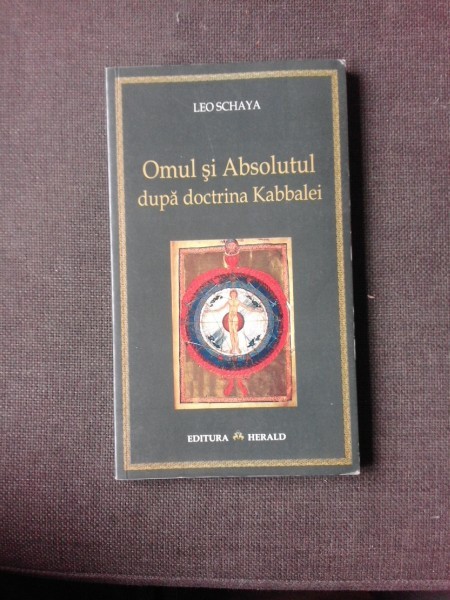 LEO SCHAYA
Omul şi Absolutul
după doctrina Kabbalei
EDITURA HERALD